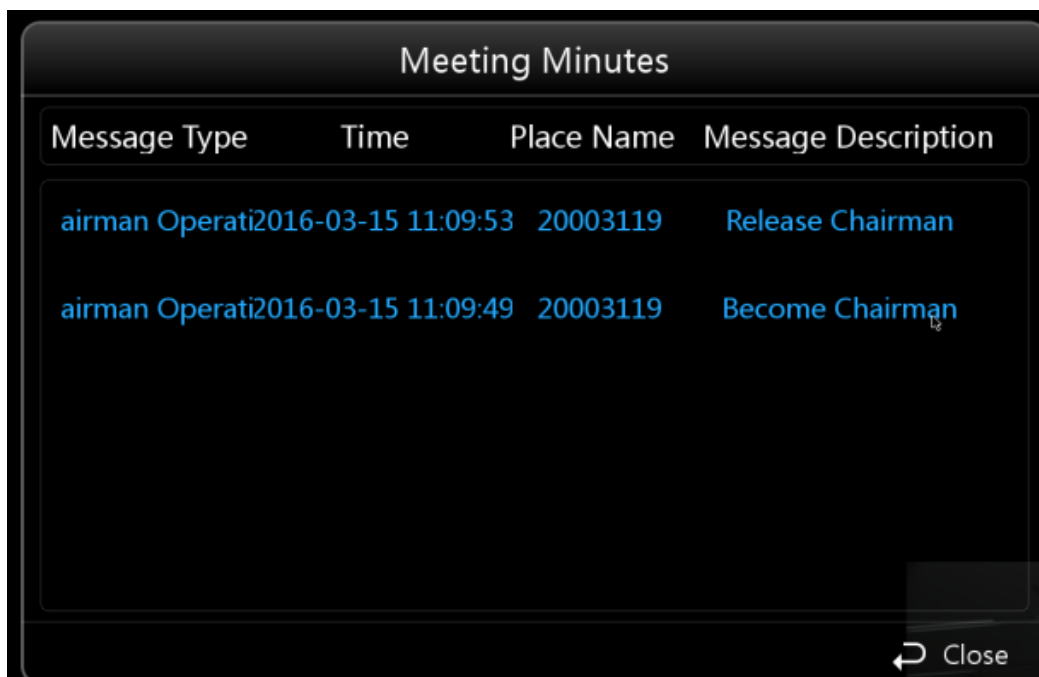 Meeting Minutes
Message Type Time Place Name Message Description
airman Operati2016-03-15 11:09:53 20003119 Release Chairman
airman Operati2016-03-15 11:09:49 20003119 Become Chairman
Close